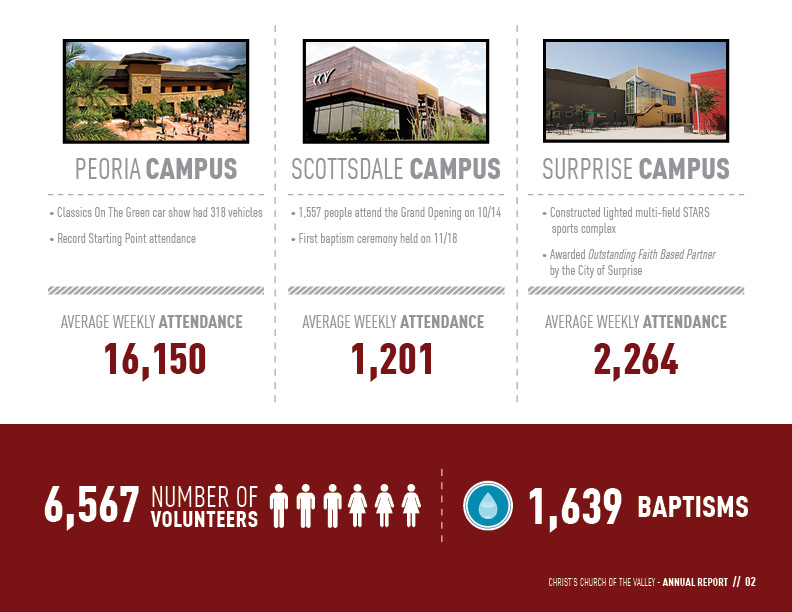 CCV
PEORIA CAMPUS
• Classics On The Green car show had 318 vehicles
• Record Starting Point attendance
AVERAGE WEEKLY ATTENDANCE
16,150
SCOTTSDALE CAMPUS
• 1,557 people attend the Grand Opening on 10/14
• First baptism ceremony held on 11/18
AVERAGE WEEKLY ATTENDANCE
1,201
SURPRISE CAMPUS
• Constructed lighted multi-field STARS
sports complex
• Awarded Outstanding Faith Based Partner
by the City of Surprise
AVERAGE WEEKLY ATTENDANCE
2,264
6,567 NUMBER OF
VOLUNTEERS
1,639 BAPTISMS
CHRIST'S CHURCH OF THE VALLEY - ANNUAL REPORT // 02